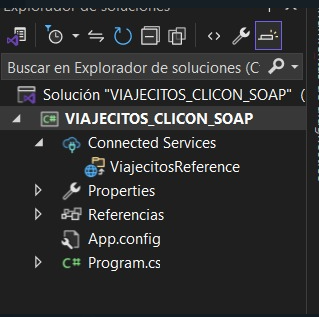 Explorador de soluciones
Buscar en Explorador de soluciones (C
Solución "VIAJECITOS_CLICON_SOAP" (
VIAJECITOS_CLICON_SOAP
Connected Services
ViajecitosReference
Properties
Referencias
App.config
C# Program.cs